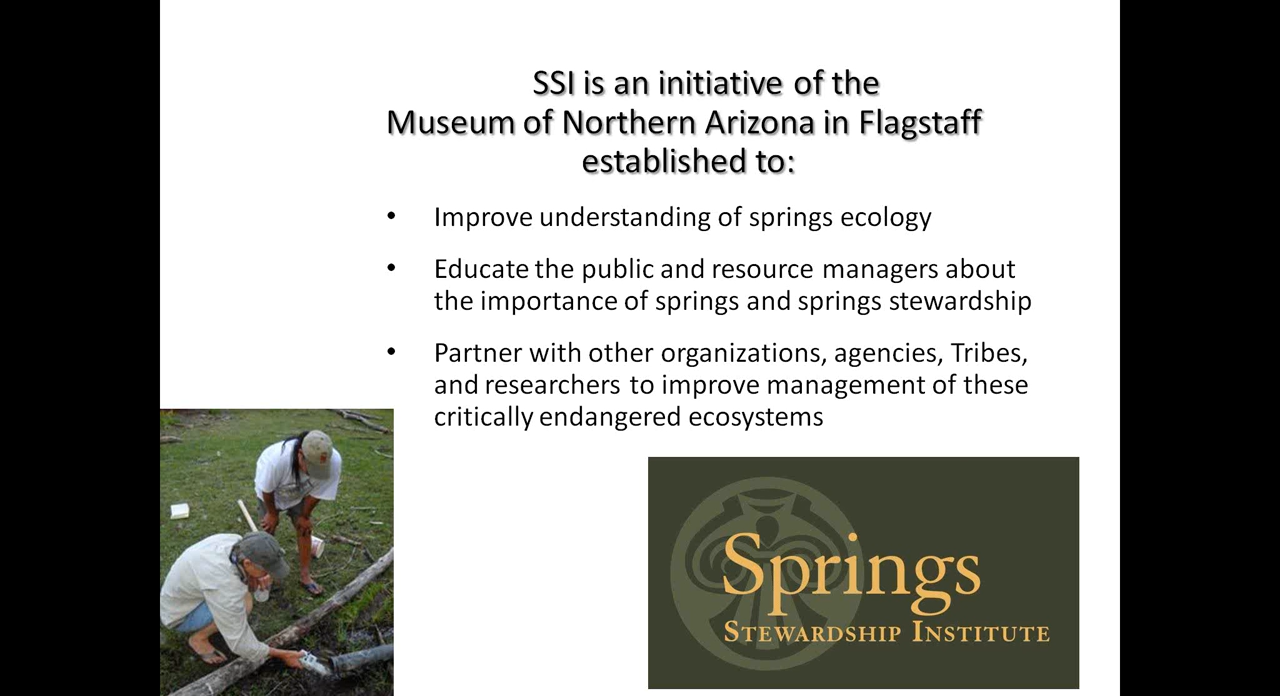 SSI is an initiative of the
Museum of Northern Arizona in Flagstaff
established to:
• Improve understanding of springs ecology
• Educate the public and resource managers about
the importance of springs and springs stewardship
• Partner with other organizations, agencies, Tribes,
and researchers to improve management of these
critically endangered ecosystems
Springs
STEWARDSHIP INSTITUTE